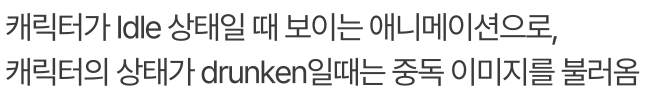 캐릭터가 Idle 상태일 때 보이는 애니메이션으로,
캐릭터의 상태가 drunken일때는 중독 이미지를 불러옴